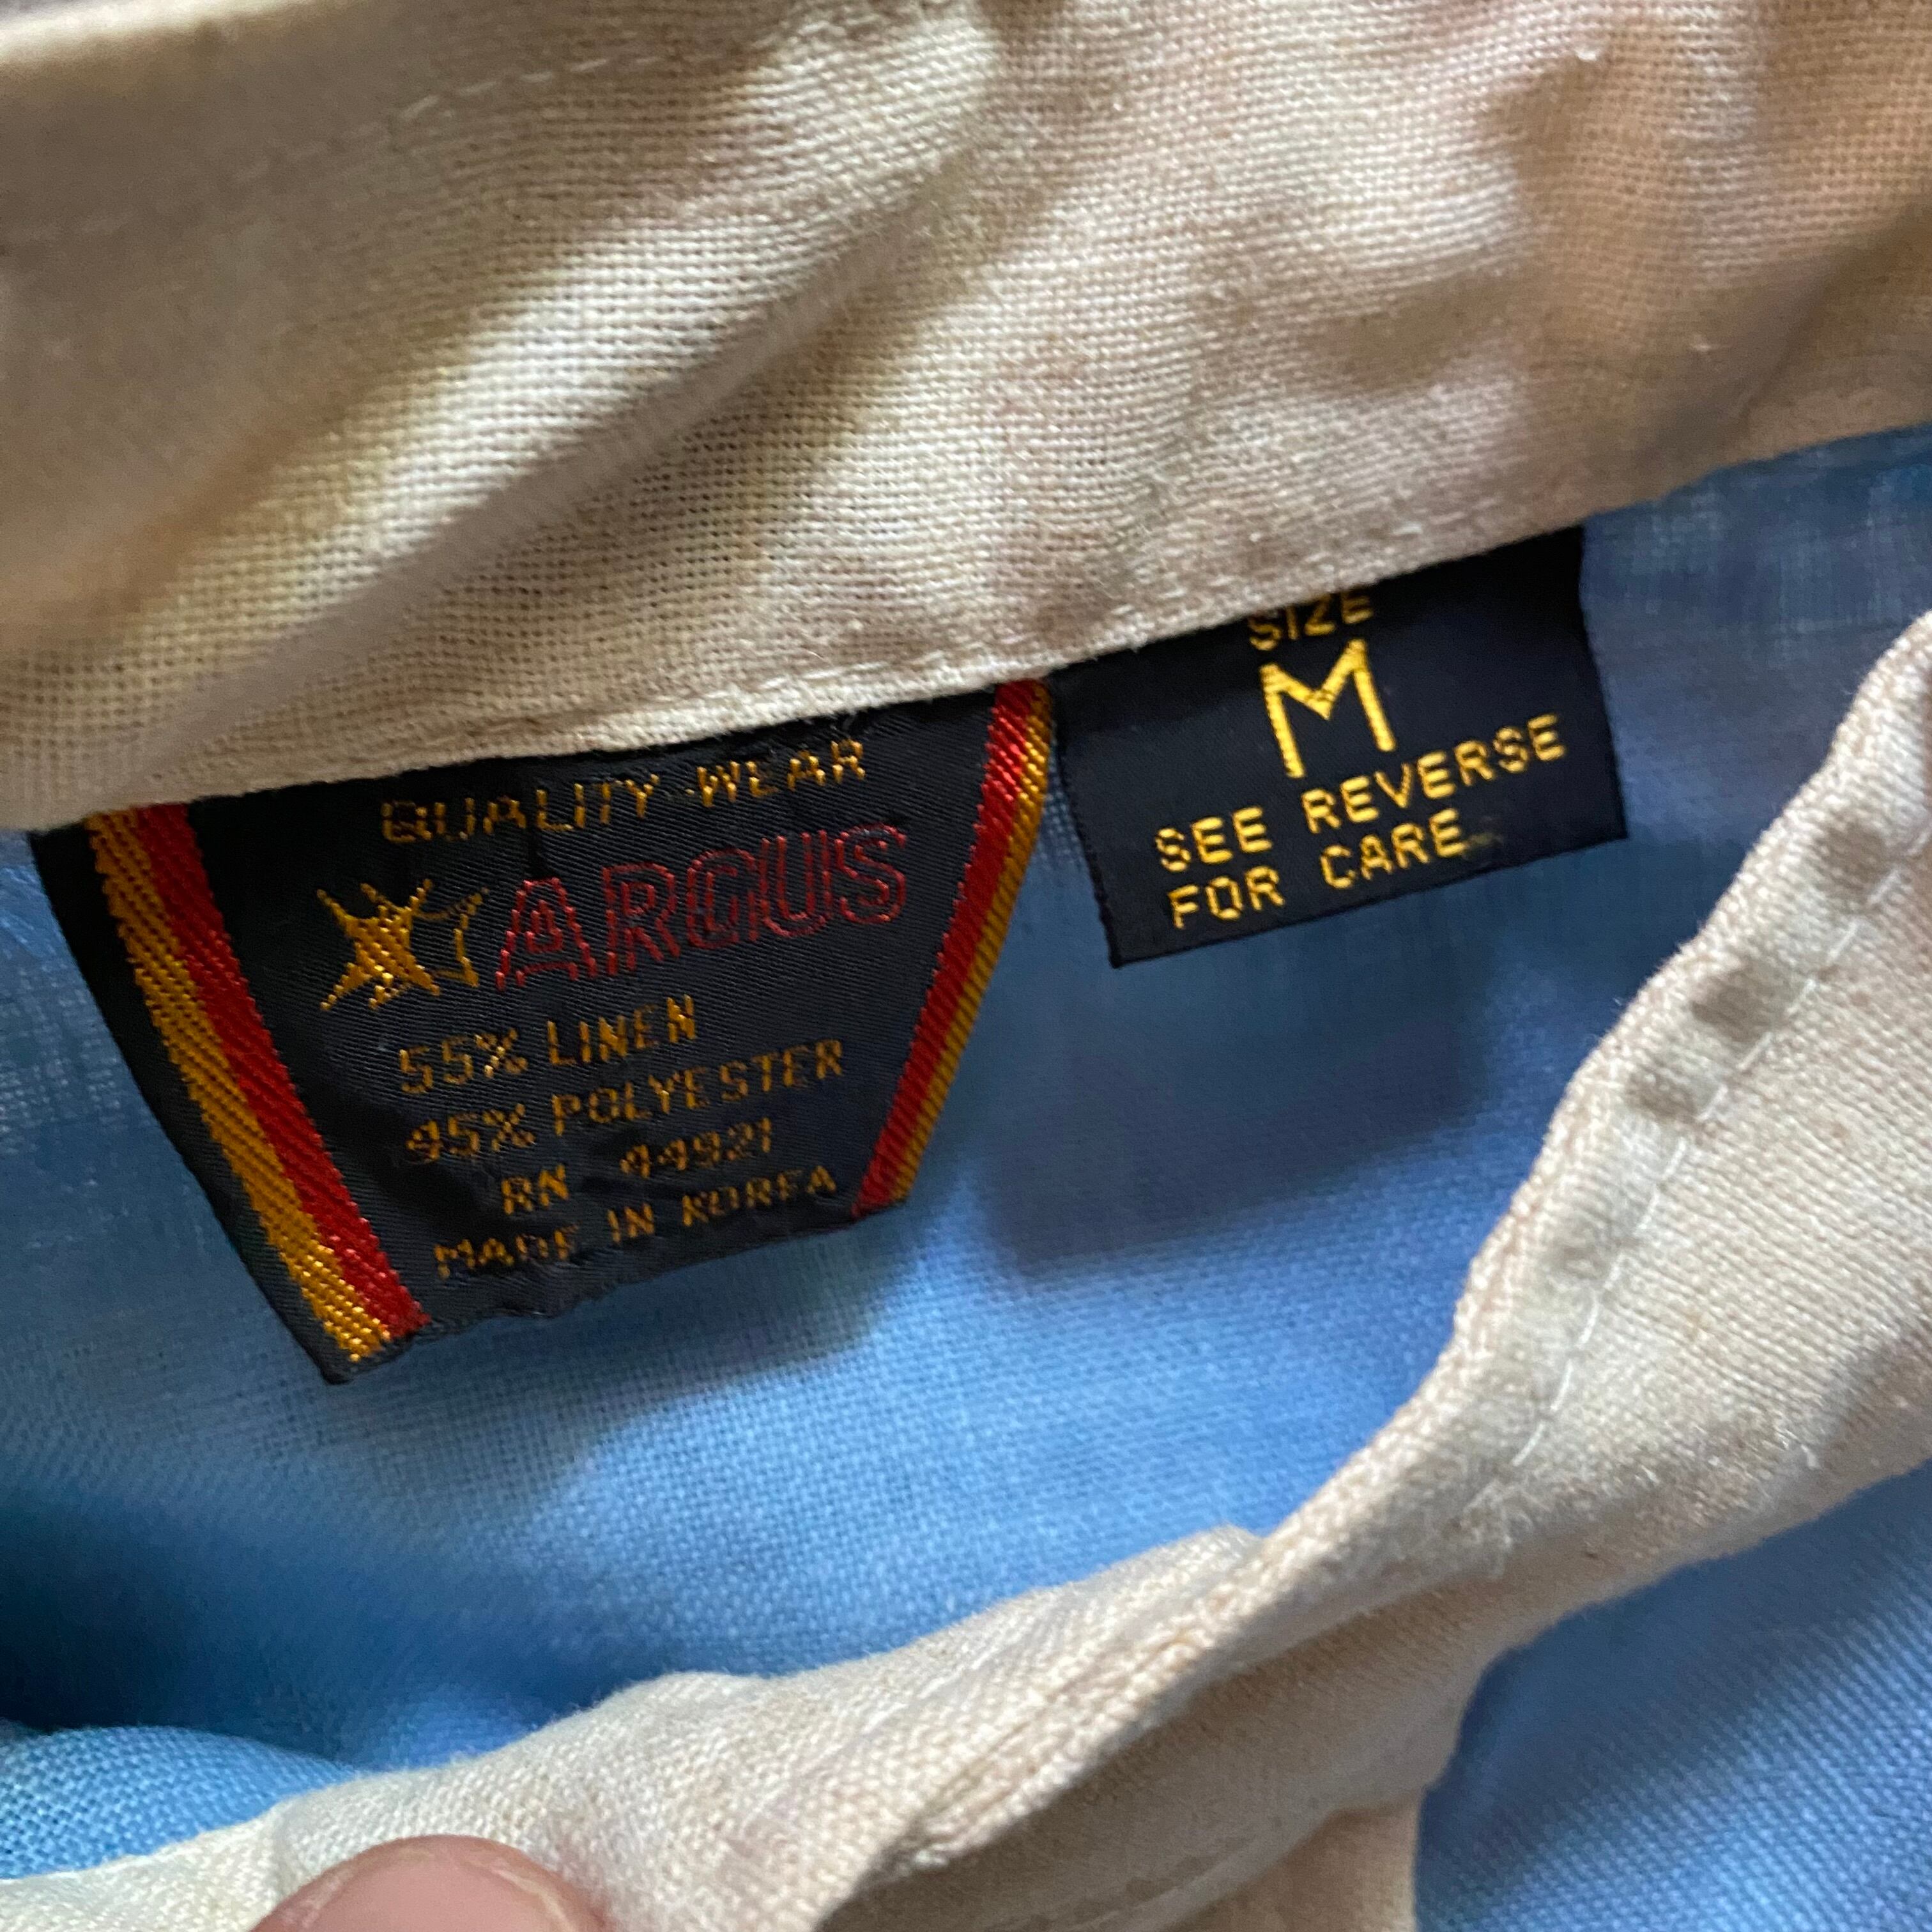 QUALITY-WEAR
ARGUS
55% LINEN
45% POLYESTER
RN 44921
MADE IN KOREA
SIZE
M
SEE REVERSE
FOR CARE